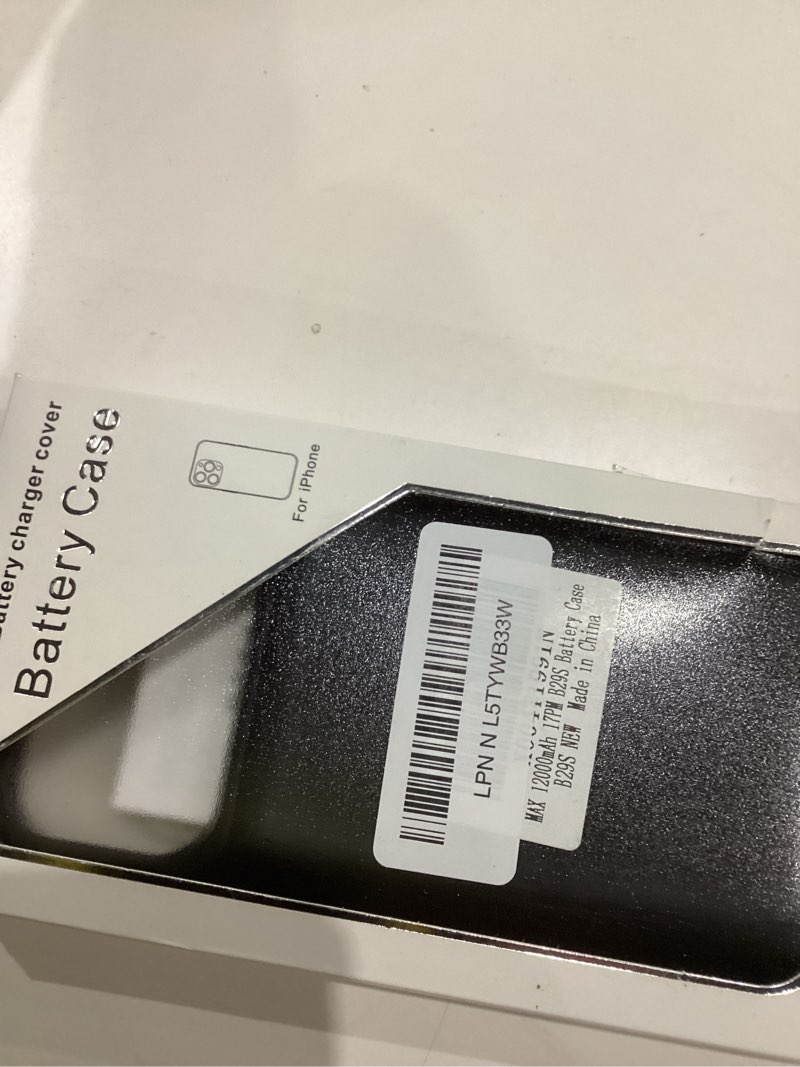 Battery charger cover
Battery Case
For iPhone
LPN N L5TYWB33W
MAX 12000mAh 17PM B29S Battery Case
B29S NEW Made in China